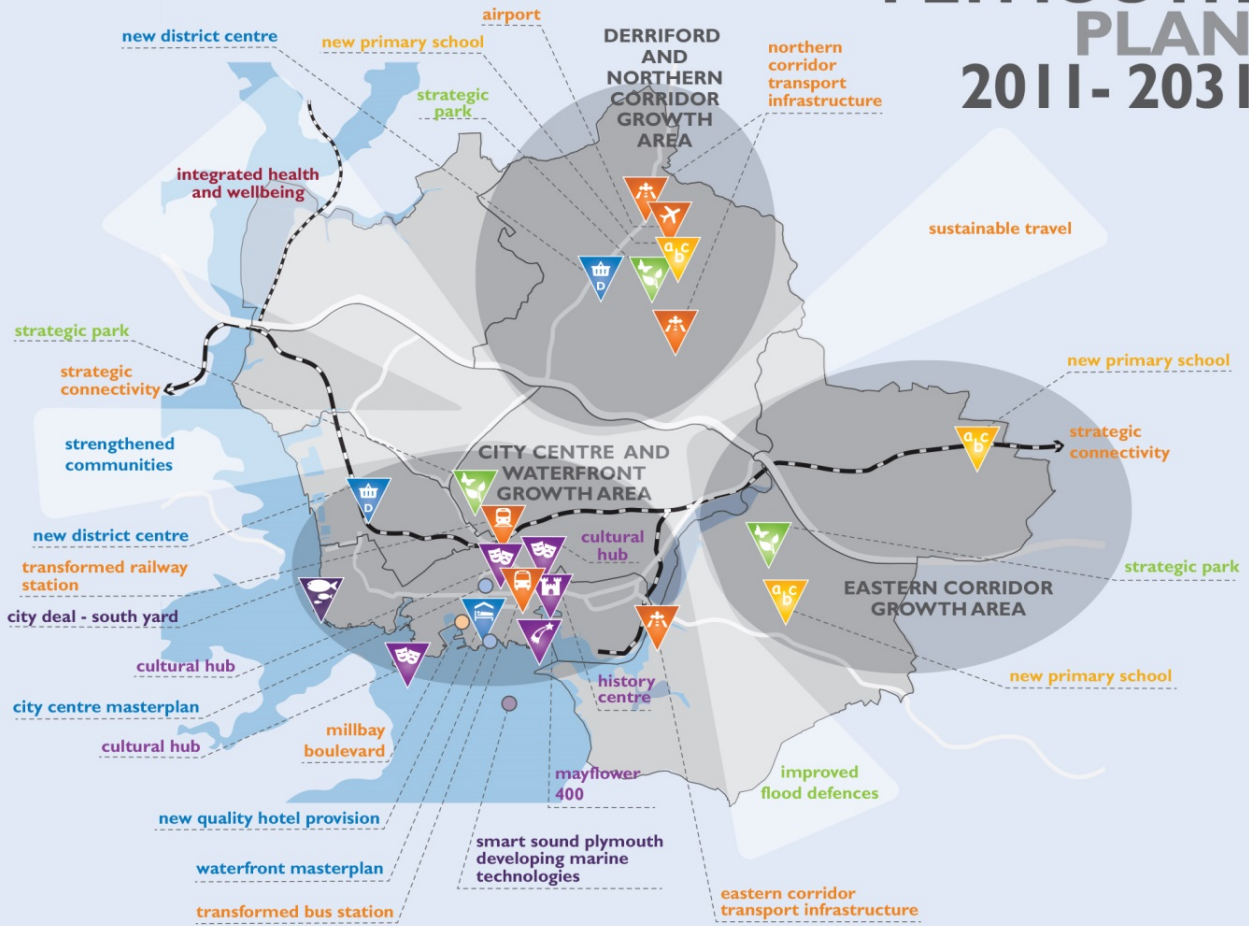 PLAN
2011- 2031
airport
new district centre
new primary school
DERRIFORD
AND
NORTHERN
CORRIDOR
GROWTH
AREA
northern
corridor
transport
infrastructure
strategic
park
integrated health
and wellbeing
sustainable travel
strategic park
strategic
connectivity
new primary school
strengthened
communities
strategic
connectivity
CITY CENTRE AND
WATERFRONT
GROWTH AREA
new district centre
cultural
hub
transformed railway
station
strategic park
EASTERN CORRIDOR
GROWTH AREA
city deal - south yard
cultural hub
history
centre
new primary school
city centre masterplan
cultural hub
millbay
boulevard
mayflower
400
improved
flood defences
new quality hotel provision
smart sound plymouth
developing marine
technologies
waterfront masterplan
transformed bus station
eastern corridor
transport infrastructure
abc
abc
abc
D
D